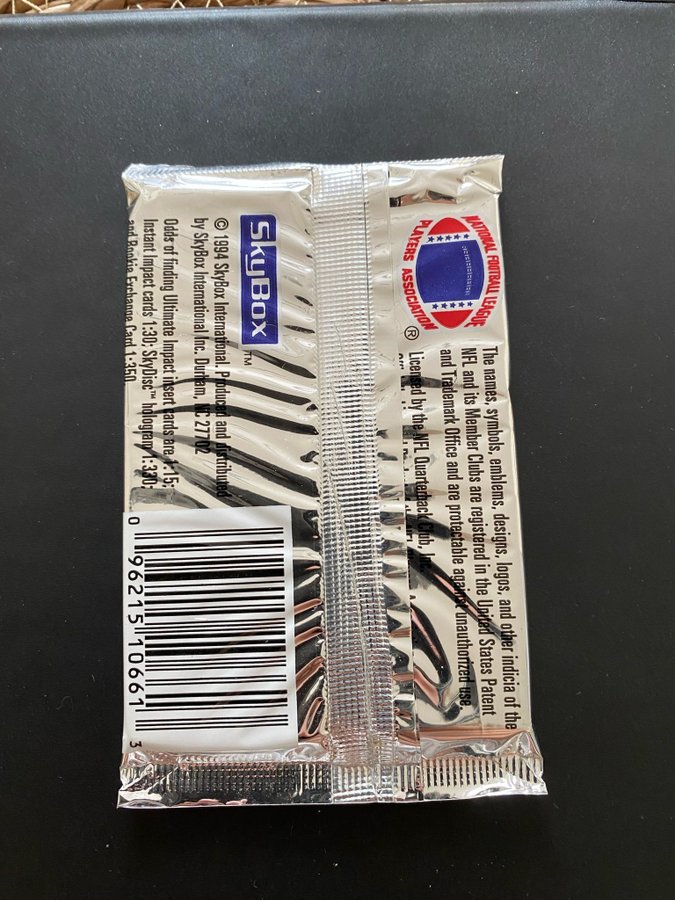 NATIONAL FOOTBALL LEAGUE
PLAYERS ASSOCIATION
®
The names, symbols, emblems, designs, logos, and other indicia of the
NFL and its Member Clubs are registered in the United States Patent
and Trademark Office and are protectable against unauthorized use.
Licensed by the NFL Quarterback Club, Inc.
SkyBox™
© 1994 SkyBox International. Produced and distributed
by SkyBox International Inc. Durham, NC 27702
Odds of finding Ultimate Impact insert cards are 1:15;
Instant Impact cards 1:30; SkyDisc™ hologram 1:320;
and Rookie Exchange Card 1:350
0 96215 10661 3